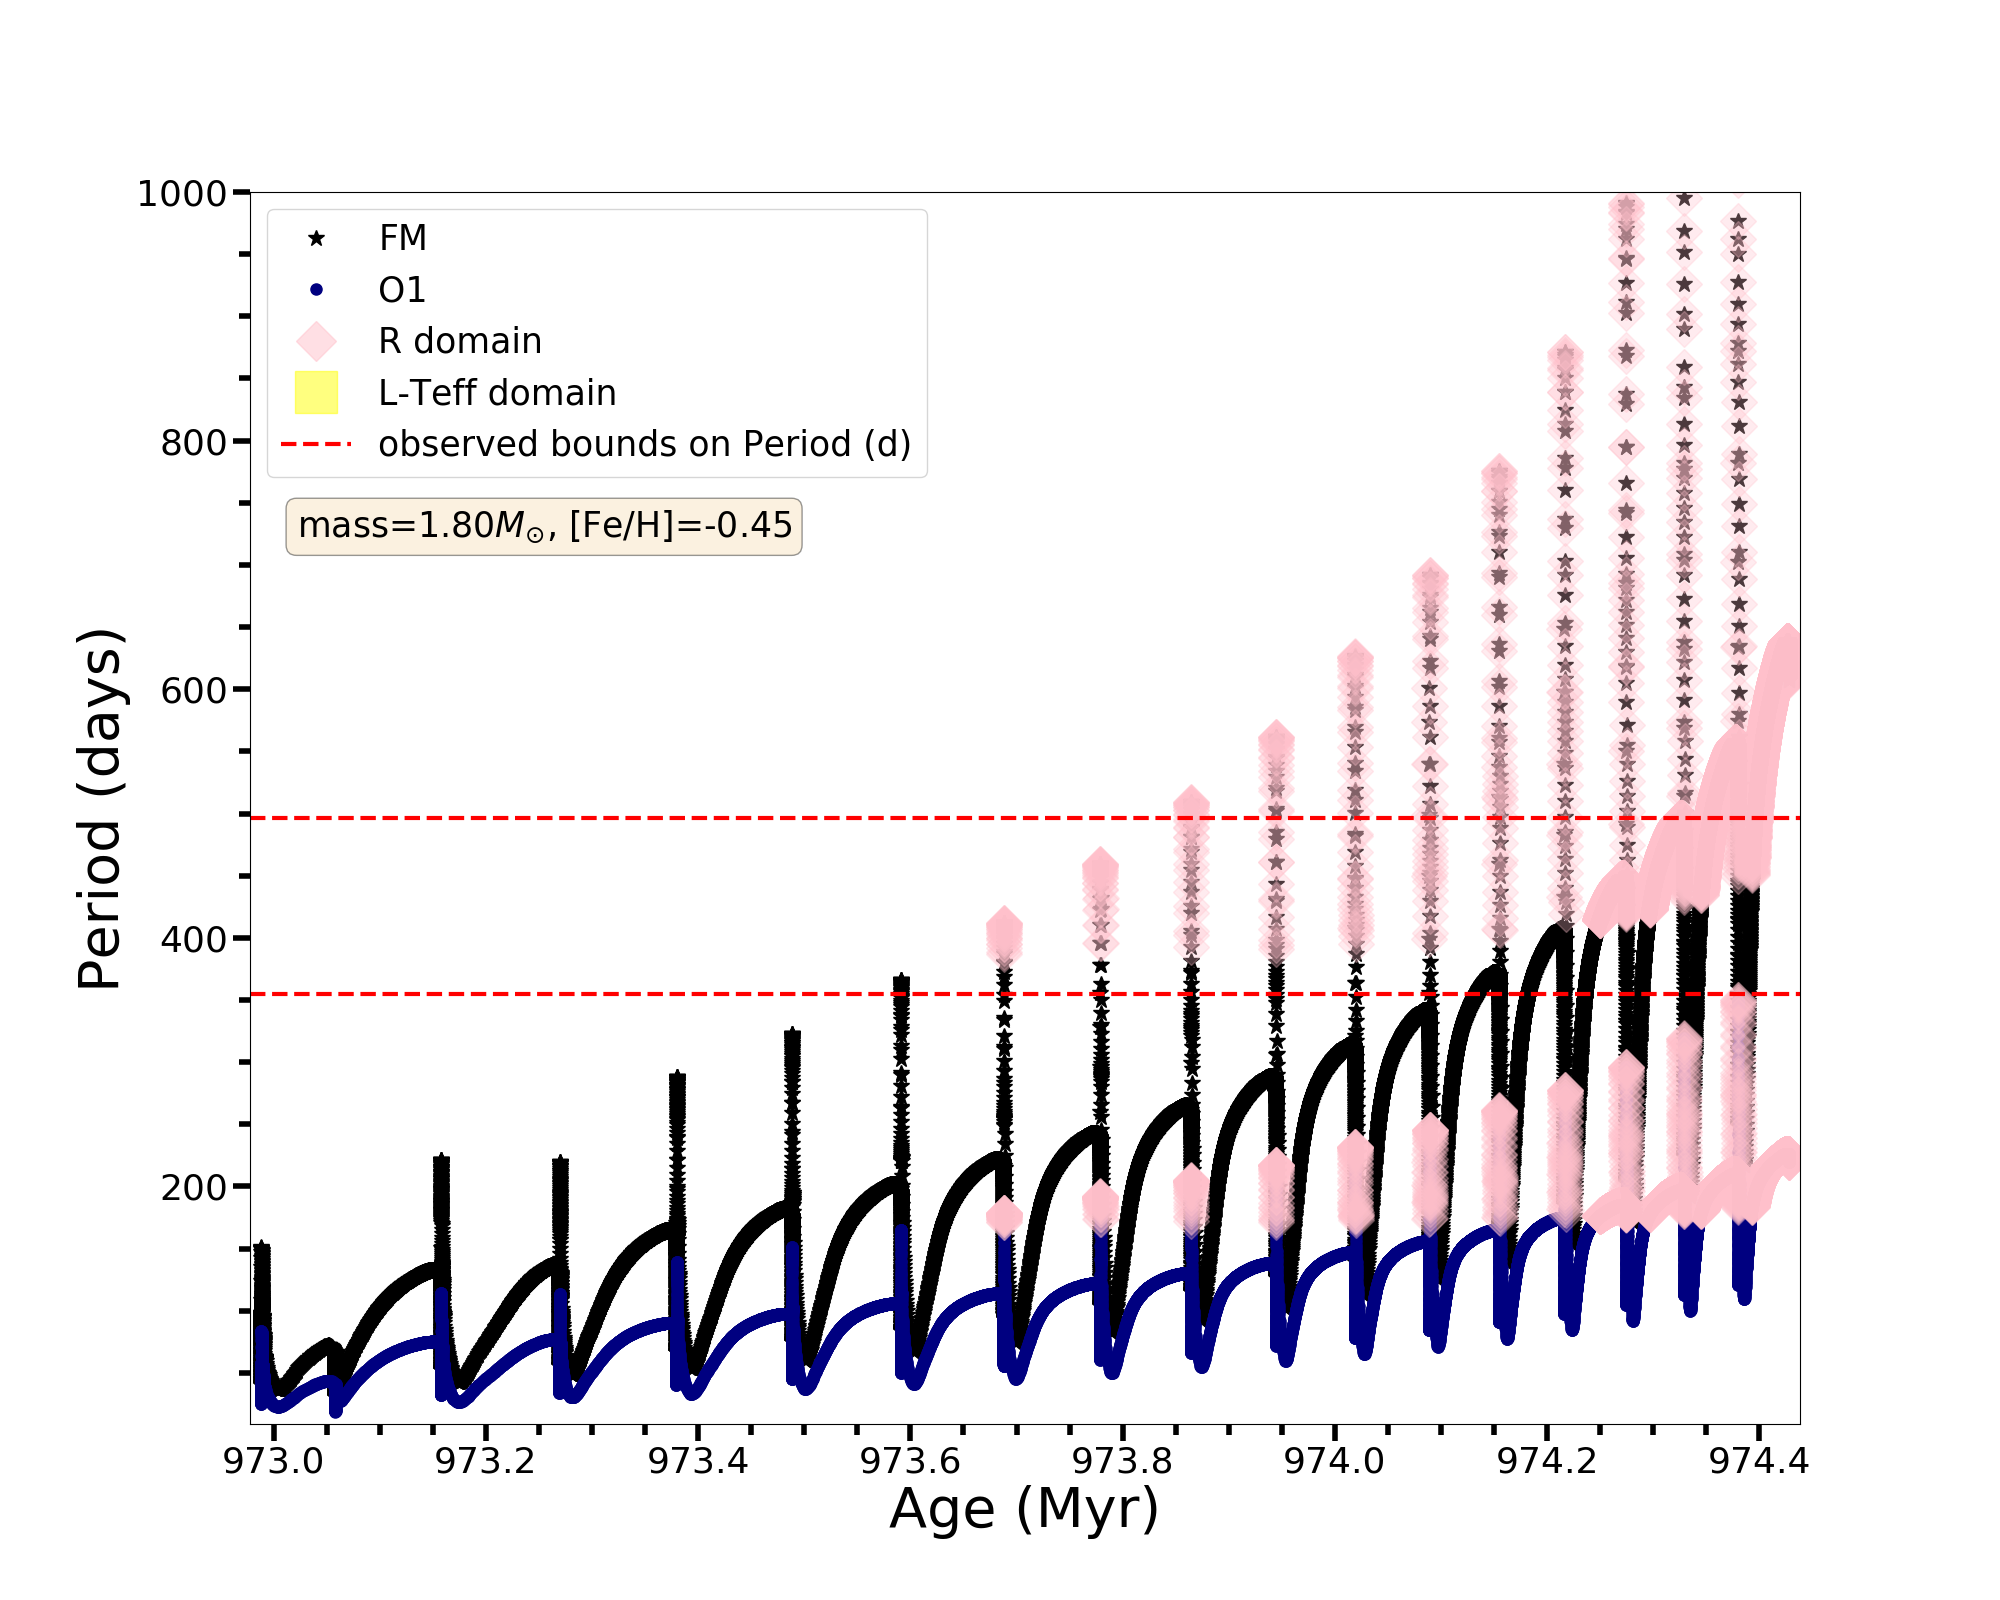 1000
800
600
400
200
Period (days)
FM
O1
R domain
L-Teff domain
observed bounds on Period (d)
mass=1.80M☉, [Fe/H]=-0.45
973.0 973.2 973.4 973.6 973.8 974.0 974.2 974.4
Age (Myr)